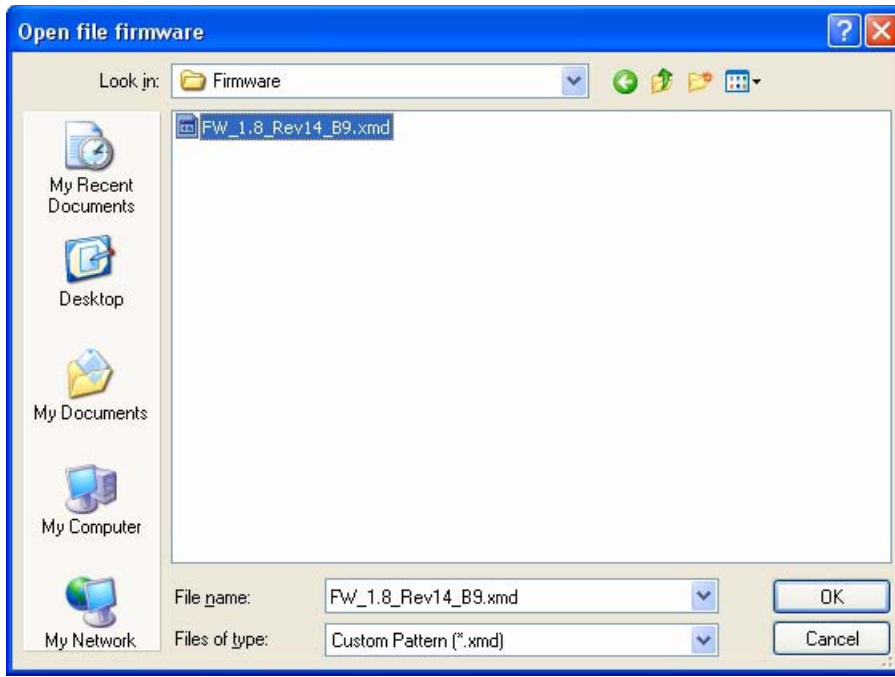 Open file firmware
Look in:
Firmware
FW_1.8_Rev14_B9.xmd
My Recent
Documents
Desktop
My Documents
My Computer
My Network
File name:
FW_1.8_Rev14_B9.xmd
OK
Files of type:
Custom Pattern (*.xmd)
Cancel